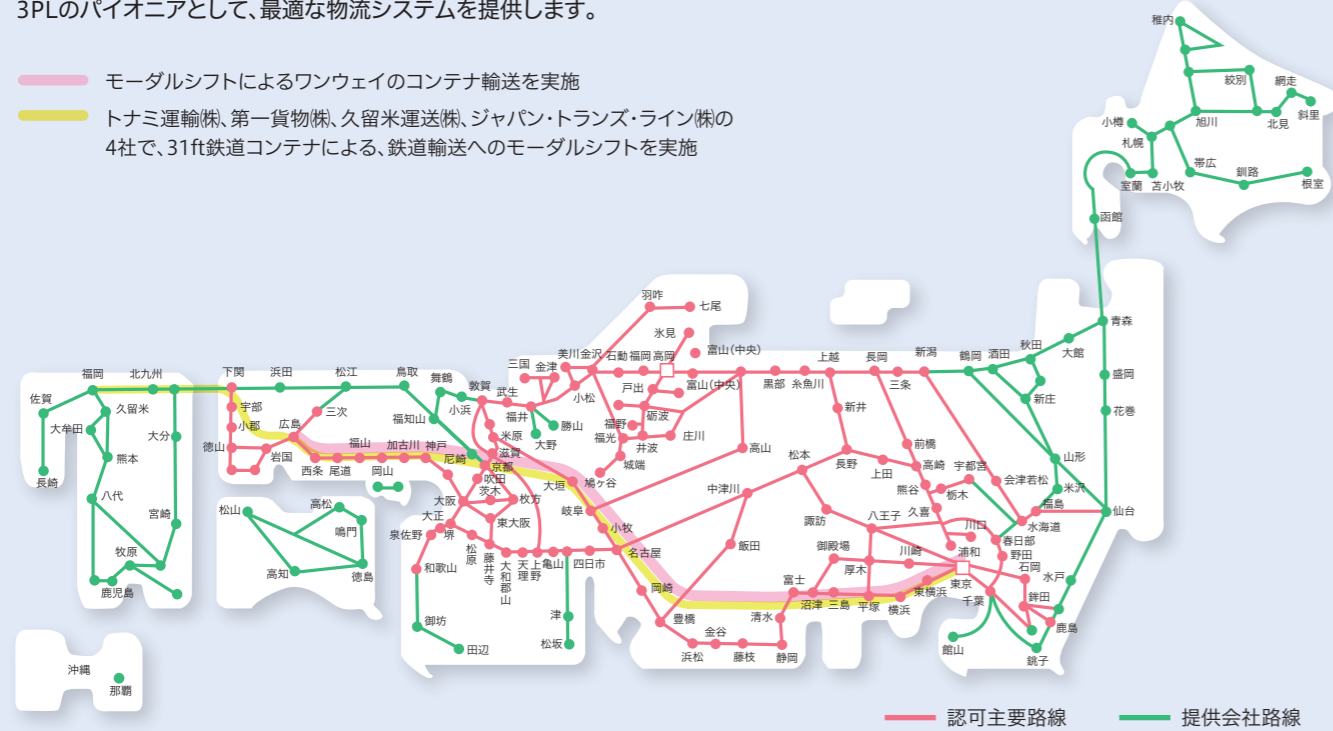 3PLのパイオニアとして、最適な物流システムを提供します。
モーダルシフトによるワンウェイのコンテナ輸送を実施
トナミ運輸㈱、第一貨物㈱、久留米運送㈱、ジャパン・トランズ・ライン㈱の
4社で、31ft鉄道コンテナによる、鉄道輸送へのモーダルシフトを実施
稚内
紋別
網走
斜里
北見
旭川
小樽
札幌
帯広
釧路
根室
室蘭
苫小牧
函館
青森
大館
秋田
酒田
鶴岡
新庄
盛岡
花巻
山形
米沢
仙台
福島
会津若松
新潟
三条
長岡
上越
糸魚川
黒部
富山(中央)
富山(中央)
高岡
福岡
石動
金沢
美川
羽咋
七尾
氷見
戸出
砺波
福野
福光
井波
庄川
城端
鳩ヶ谷
小松
金津
三国
福井
勝山
大野
武生
敦賀
小浜
舞鶴
福知山
鳥取
松江
浜田
下関
北九州
福岡
佐賀
久留米
大牟田
長崎
熊本
大分
八代
宮崎
牧原
鹿児島
沖縄
那覇
宇部
小郡
徳山
岩国
広島
三次
西条
尾道
福山
岡山
加古川
神戸
尼崎
松山
高松
鳴門
高知
徳島
米原
滋賀
京都
吹田
茨木
枚方
大阪
東大阪
大正
堺
泉佐野
和歌山
御坊
田辺
松原
藤井寺
大和郡山
天理
上野
亀山
四日市
津
松坂
大垣
岐阜
小牧
名古屋
岡崎
豊橋
浜松
金谷
藤枝
静岡
清水
富士
沼津
三島
平塚
横浜
東横浜
東京
高山
中津川
飯田
松本
諏訪
長野
新井
上田
前橋
高崎
熊谷
久喜
栃木
宇都宮
水海道
春日部
野田
川口
浦和
八王子
御殿場
厚木
川崎
石岡
水戸
鉾田
鹿島
千葉
館山
銚子
認可主要路線
提供会社路線